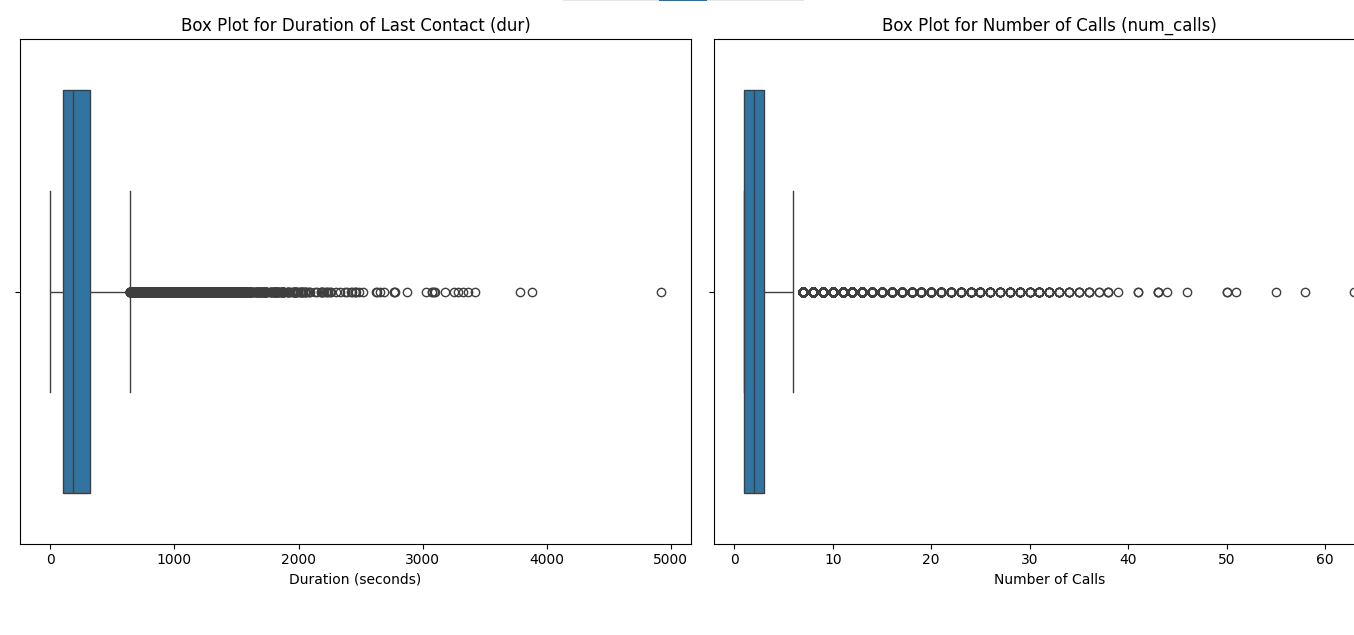 Box Plot for Duration of Last Contact (dur)
0 1000 2000 3000 4000 5000
Duration (seconds)
Box Plot for Number of Calls (num_calls)
0 10 20 30 40 50 60
Number of Calls